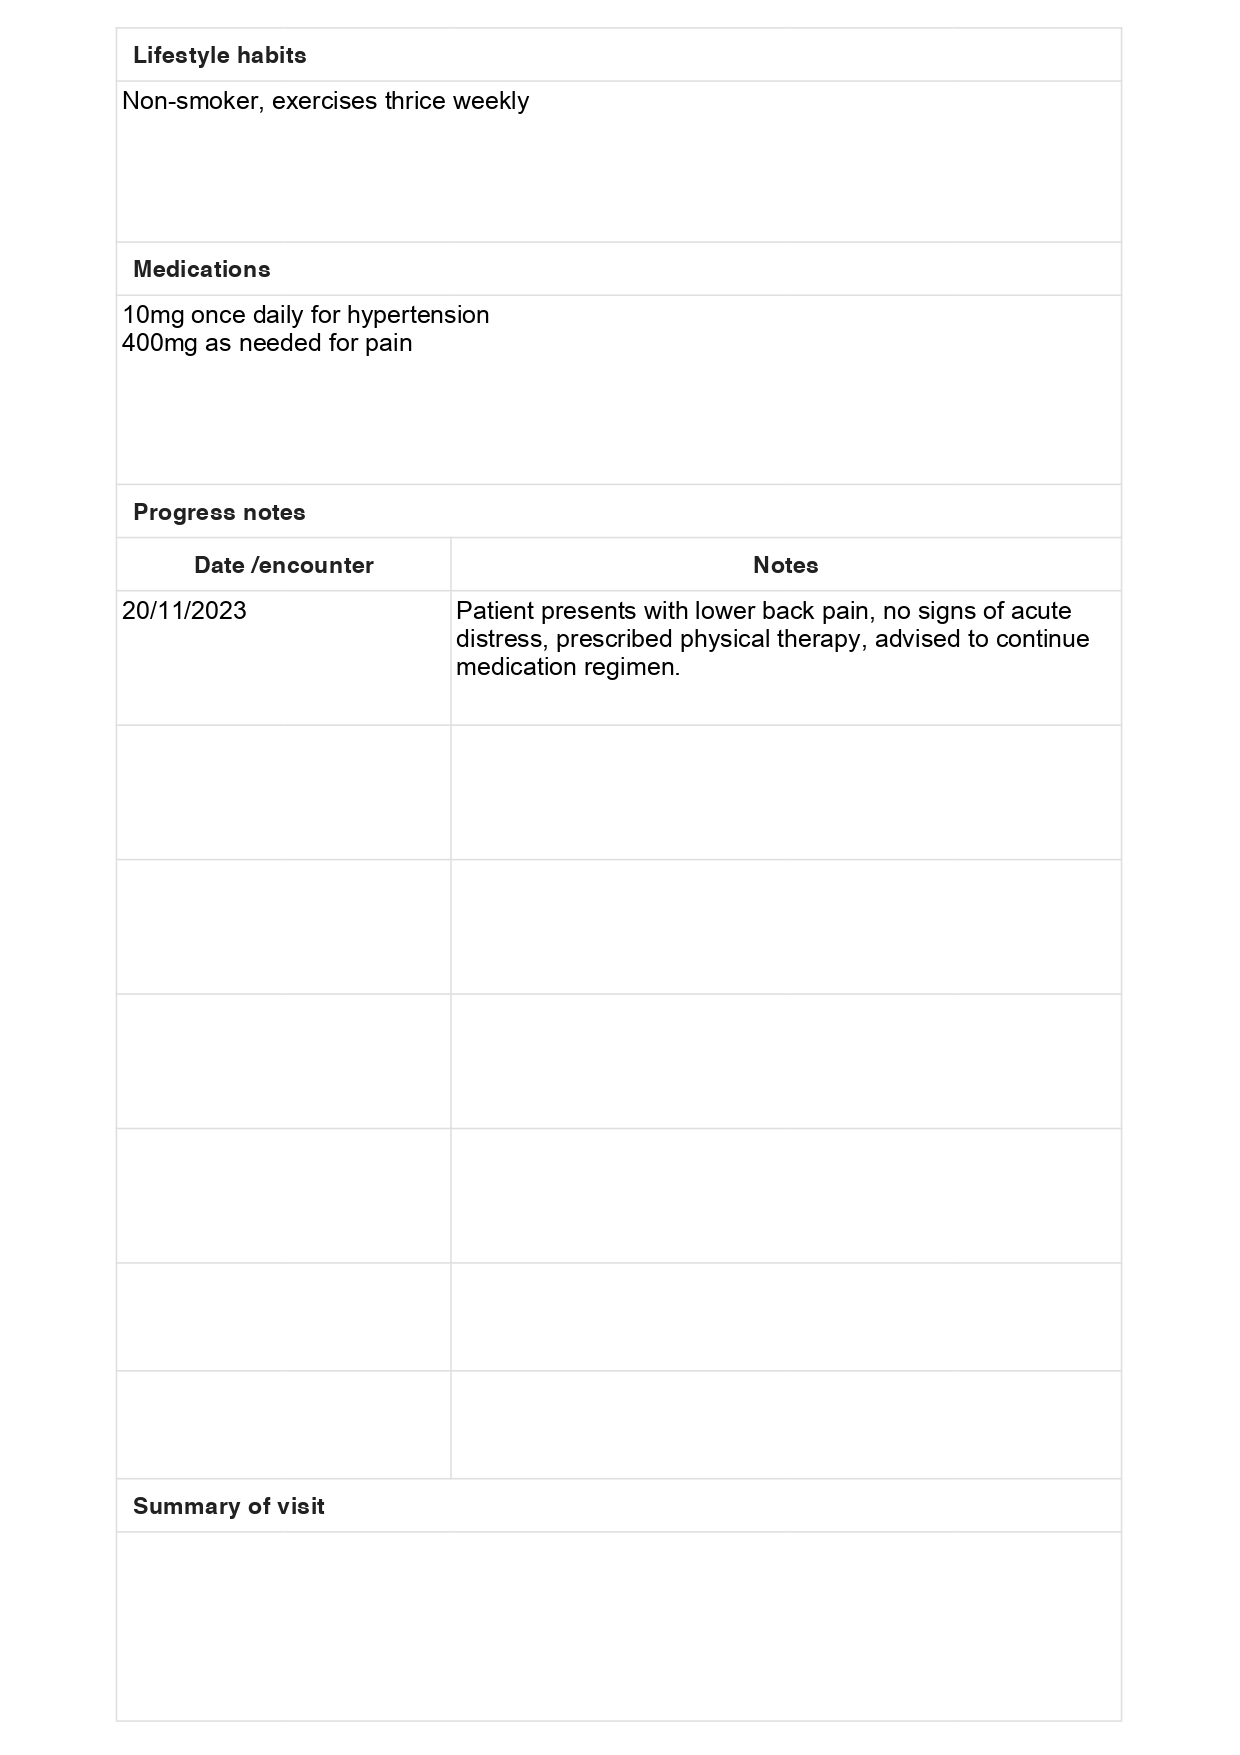 Lifestyle habits
Non-smoker, exercises thrice weekly
Medications
10mg once daily for hypertension
400mg as needed for pain
Progress notes
Date /encounter
Notes
20/11/2023
Patient presents with lower back pain, no signs of acute
distress, prescribed physical therapy, advised to continue
medication regimen.
Summary of visit